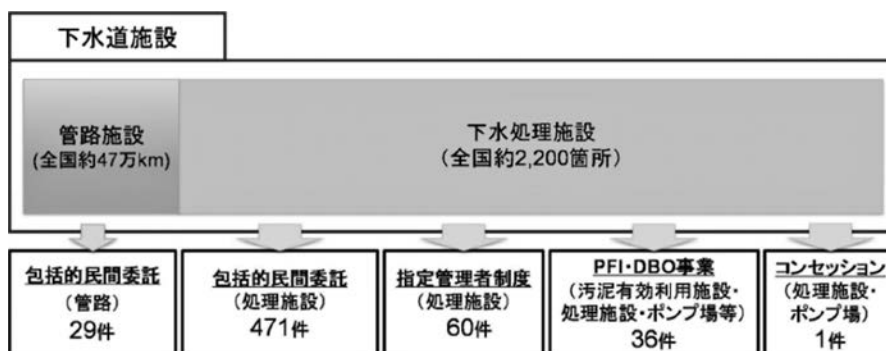 下水道施設
管路施設
(全国約47万km)
下水処理施設
(全国約2,200箇所)
包括的民間委託
(管路)
29件
包括的民間委託
(処理施設)
471件
指定管理者制度
(処理施設)
60件
PFI・DBO事業
(汚泥有効利用施設・
処理施設・ポンプ場等)
36件
コンセッション
(処理施設・
ポンプ場)
1件